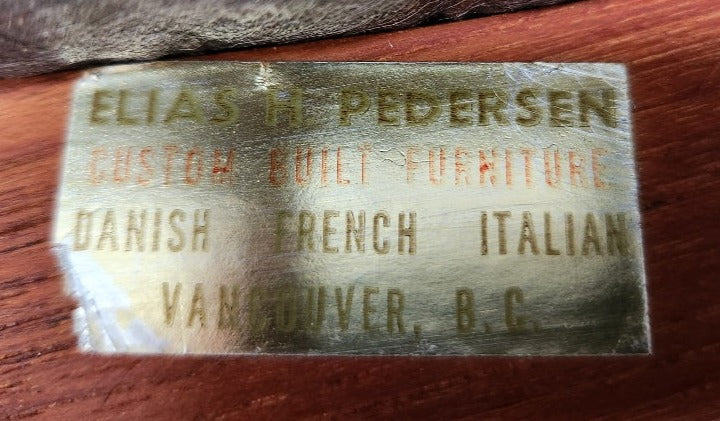 ELIAS H. PEDERSEN
CUSTOM BUILT FURNITURE
DANISH FRENCH ITALIAN
VANCOUVER, B.C.